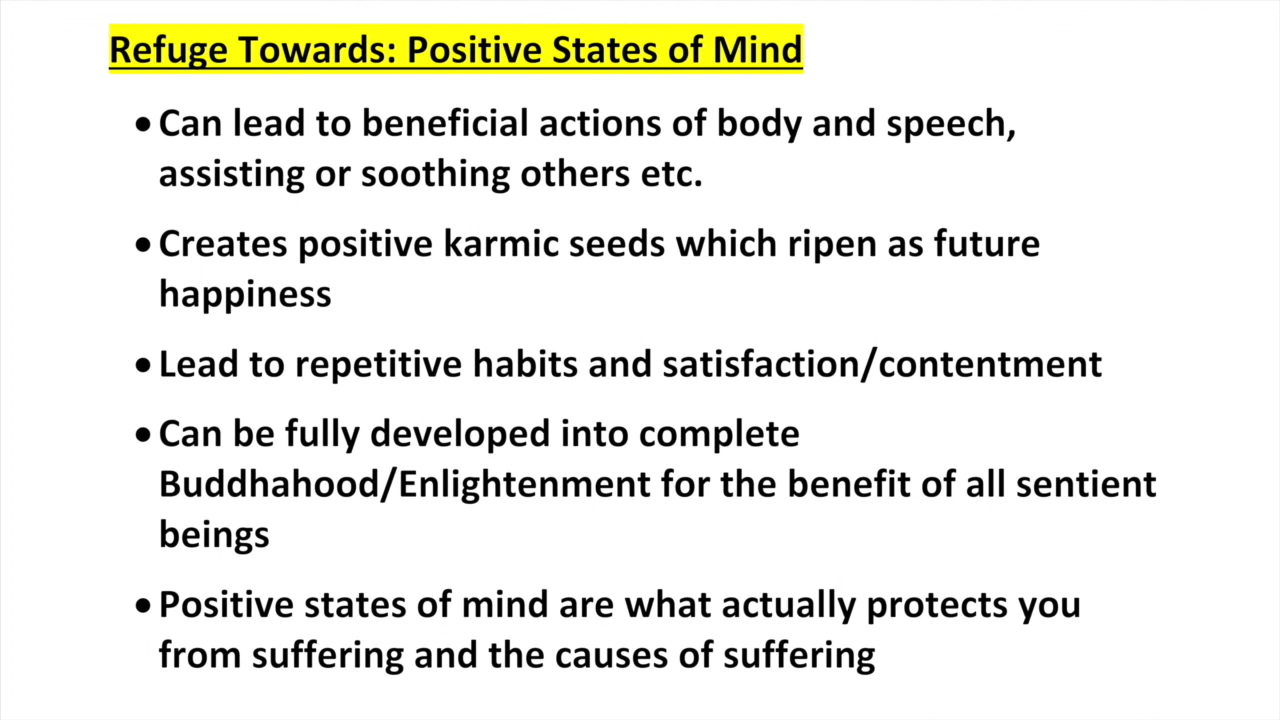 Refuge Towards: Positive States of Mind
• Can lead to beneficial actions of body and speech,
assisting or soothing others etc.
• Creates positive karmic seeds which ripen as future
happiness
• Lead to repetitive habits and satisfaction/contentment
• Can be fully developed into complete
Buddhahood/Enlightenment for the benefit of all sentient
beings
• Positive states of mind are what actually protects you
from suffering and the causes of suffering